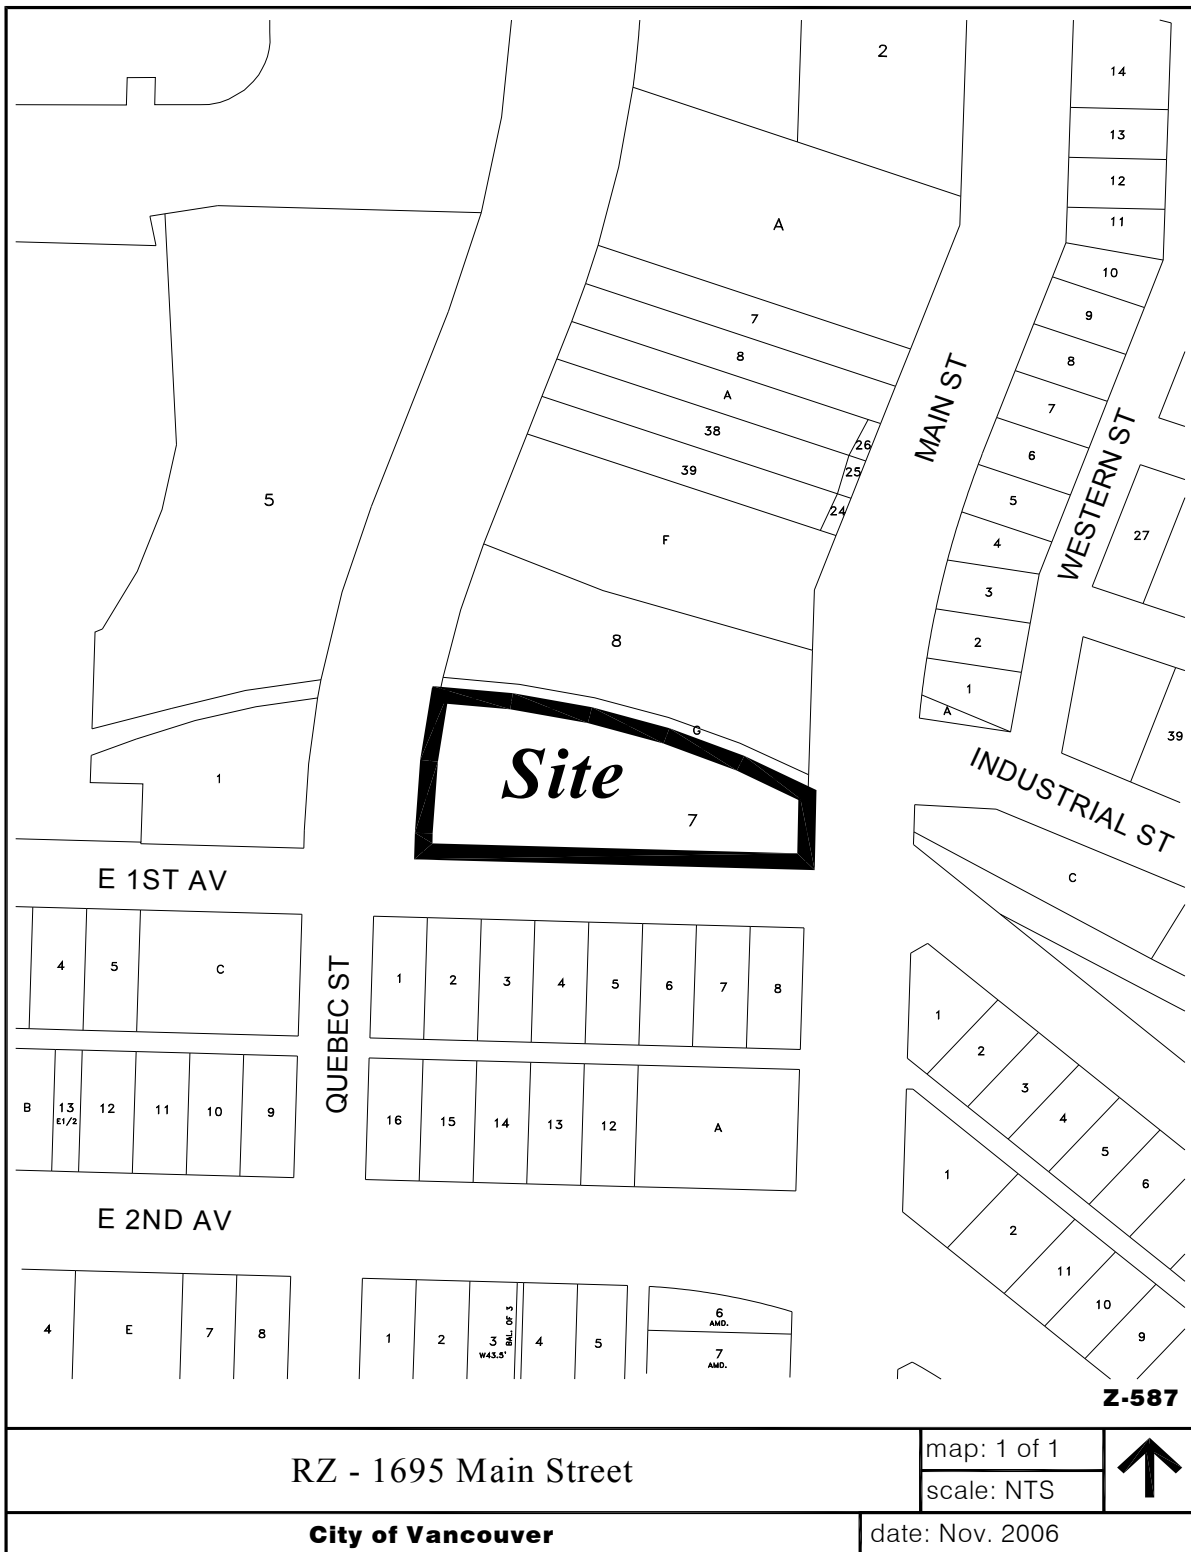 2
14
13
12
11
A
10
9
7
8
8
A
7
MAIN ST
WESTERN ST
38
26
6
39
25
5
5
24
27
F
4
3
8
2
1
A
G
39
Site
1
INDUSTRIAL ST
7
E 1ST AV
C
4
5
C
QUEBEC ST
1
2
3
4
5
6
7
8
1
2
3
4
5
6
B
13
E1/2
12
11
10
9
16
15
14
13
12
A
1
2
11
10
9
E 2ND AV
4
E
7
8
1
2
3
W43.5'
BAL. OF 3
4
5
6
AMD.
7
AMD.
Z-587
RZ - 1695 Main Street
map: 1 of 1
scale: NTS
City of Vancouver
date: Nov. 2006